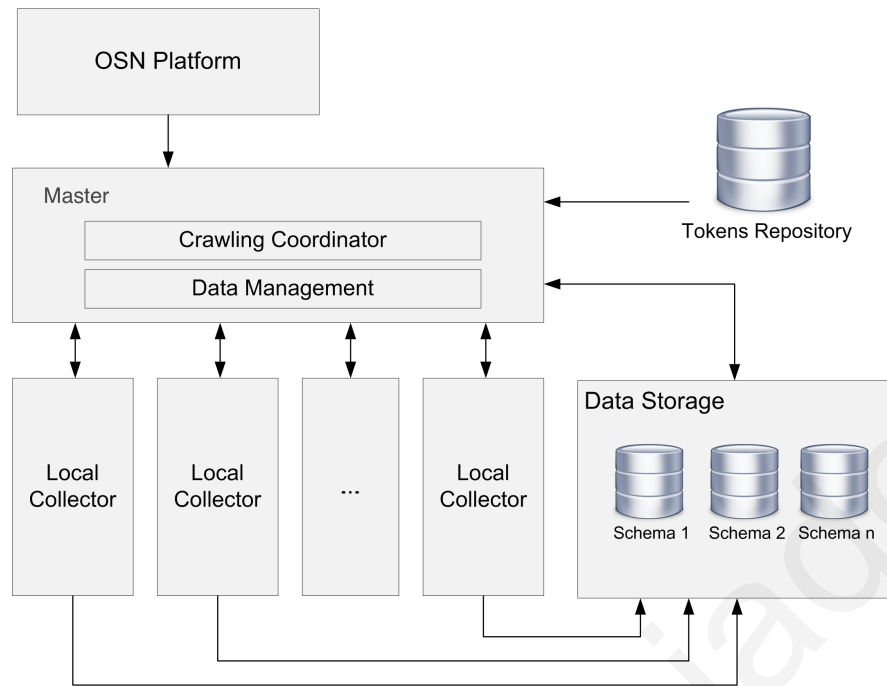 OSN Platform
Master
Crawling Coordinator
Data Management
Tokens Repository
Local
Collector
Local
Collector
...
Local
Collector
Data Storage
Schema 1
Schema 2
Schema n